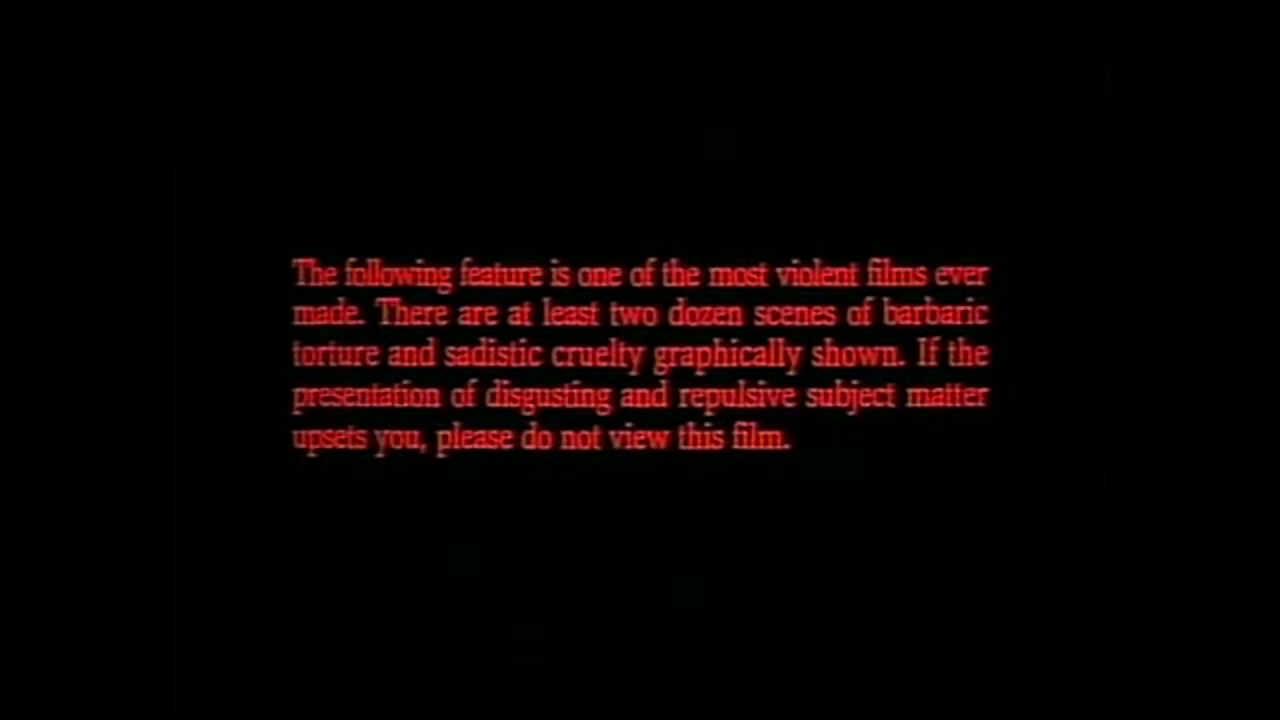 The following feature is one of the most violent films ever
made. There are at least two dozen scenes of barbaric
torture and sadistic cruelty graphically shown. If the
presentation of disgusting and repulsive subject matter
upsets you, please do not view this film.